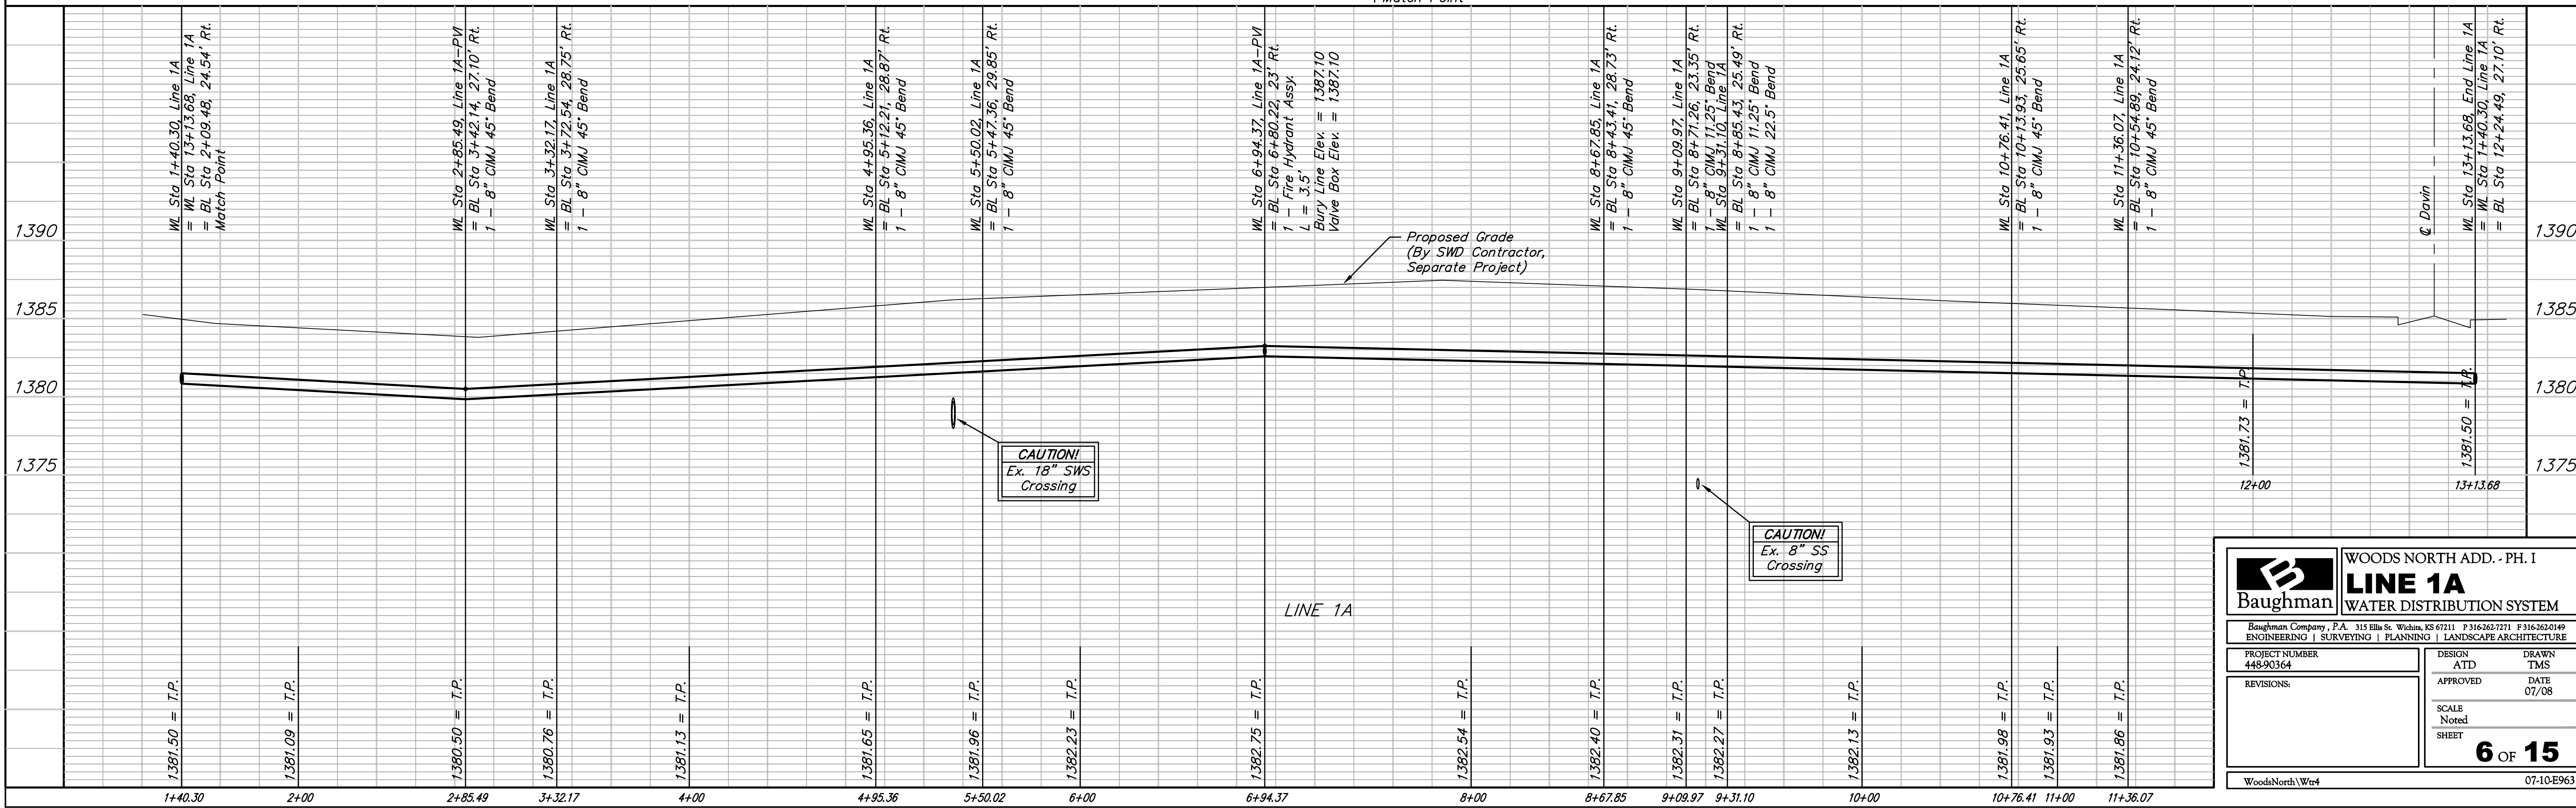 WL Sta 1+40.30, Line 1A
= WL Sta 13+13.68, Line 1A
= BL Sta 2+09.48, 24.54' Rt.
Match Point
WL Sta 2+85.49, Line 1A-PVI
= BL Sta 3+42.14, 27.10' Rt.
1 - 8" CIMJ 45° Bend
WL Sta 3+32.17, Line 1A
= BL Sta 3+72.54, 28.75' Rt.
1 - 8" CIMJ 45° Bend
WL Sta 4+95.36, Line 1A
= BL Sta 5+12.21, 28.87' Rt.
1 - 8" CIMJ 45° Bend
WL Sta 5+50.02, Line 1A
= BL Sta 5+47.36, 29.85' Rt.
1 - 8" CIMJ 45° Bend
WL Sta 6+94.37, Line 1A-PVI
= BL Sta 6+80.22, 23' Rt.
1 - Fire Hydrant Assy.
L = 3.5'
Bury Line Elev. = 1387.10
Valve Box Elev. = 1387.10
WL Sta 8+67.85, Line 1A
= BL Sta 8+43.41, 28.73' Rt.
1 - 8" CIMJ 45° Bend
WL Sta 9+09.97, Line 1A
= BL Sta 8+71.26, 23.35' Rt.
1 - 8" CIMJ 11.25° Bend
WL Sta 9+31.10, Line 1A
= BL Sta 8+85.43, 25.49' Rt.
1 - 8" CIMJ 11.25° Bend
1 - 8" CIMJ 22.5° Bend
WL Sta 10+76.41, Line 1A
= BL Sta 10+13.93, 25.65' Rt.
1 - 8" CIMJ 45° Bend
WL Sta 11+36.07, Line 1A
= BL Sta 10+54.89, 24.12' Rt.
1 - 8" CIMJ 45° Bend
℄ Davin
WL Sta 13+13.68, End Line 1A
= WL Sta 1+40.30, Line 1A
= BL Sta 12+24.49, 27.10' Rt.
Match Point
1390
1390
Proposed Grade
(By SWD Contractor,
Separate Project)
1385
1385
1380
1380
1375
1375
CAUTION!
Ex. 18" SWS
Crossing
1381.73 = T.P.
12+00
1381.50 = T.P.
13+13.68
CAUTION!
Ex. 8" SS
Crossing
LINE 1A
1381.50 = T.P.
1381.09 = T.P.
1380.50 = T.P.
1380.76 = T.P.
1381.13 = T.P.
1381.65 = T.P.
1381.96 = T.P.
1382.23 = T.P.
1382.75 = T.P.
1382.54 = T.P.
1382.40 = T.P.
1382.31 = T.P.
1382.27 = T.P.
1382.13 = T.P.
1381.98 = T.P.
1381.93 = T.P.
1381.86 = T.P.
1+40.30 2+00 2+85.49 3+32.17 4+00 4+95.36 5+50.02 6+00 6+94.37 8+00 8+67.85 9+09.97 9+31.10 10+00 10+76.41 11+00 11+36.07
B
Baughman
WOODS NORTH ADD. - PH. I
LINE 1A
WATER DISTRIBUTION SYSTEM
Baughman Company, P.A. 315 Ellis St. Wichita, KS 67211 P 316-262-7271 F 316-262-0149
ENGINEERING | SURVEYING | PLANNING | LANDSCAPE ARCHITECTURE
PROJECT NUMBER
448-90364
DESIGN
ATD
DRAWN
TMS
REVISIONS:
APPROVED
DATE
07/08
SCALE
Noted
SHEET
6 OF 15
WoodsNorth\Wtr4
07-10-E963